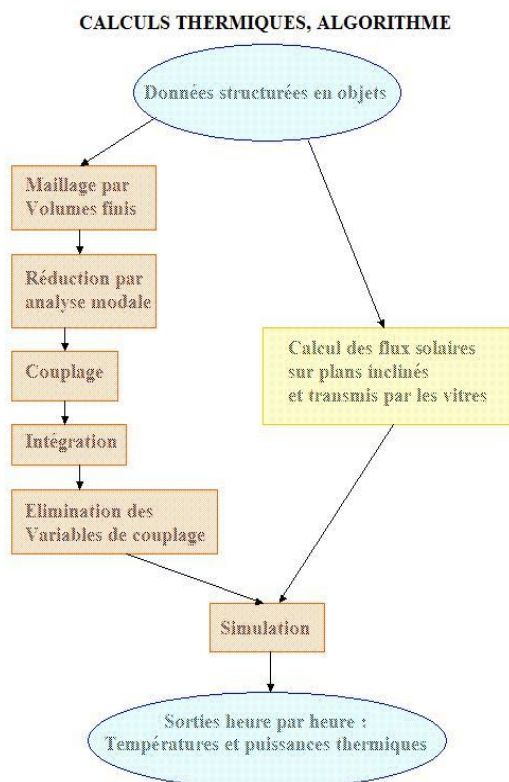 CALCULS THERMIQUES, ALGORITHME
Données structurées en objets
Maillage par
Volumes finis
Réduction par
analyse modale
Couplage
Intégration
Elimination des
Variables de couplage
Calcul des flux solaires
sur plans inclinés
et transmis par les vitres
Simulation
Sorties heure par heure :
Températures et puissances thermiques